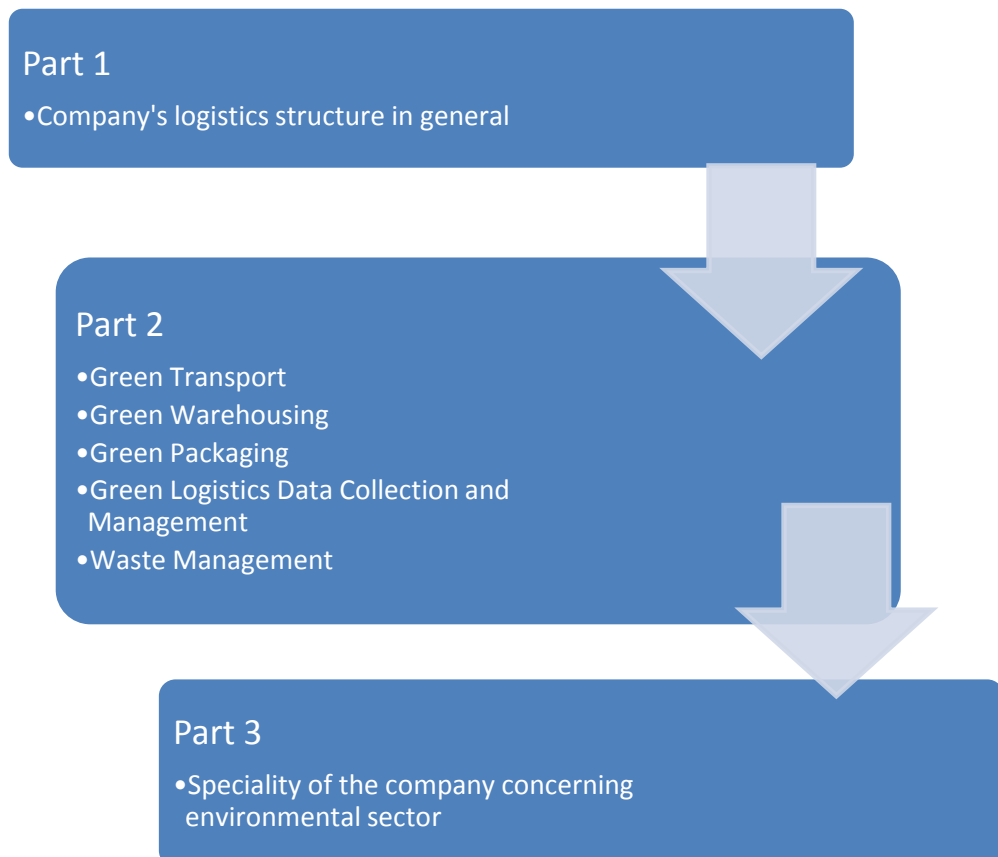 Part 1
•Company's logistics structure in general
Part 2
•Green Transport
•Green Warehousing
•Green Packaging
•Green Logistics Data Collection and
Management
•Waste Management
Part 3
•Speciality of the company concerning
environmental sector